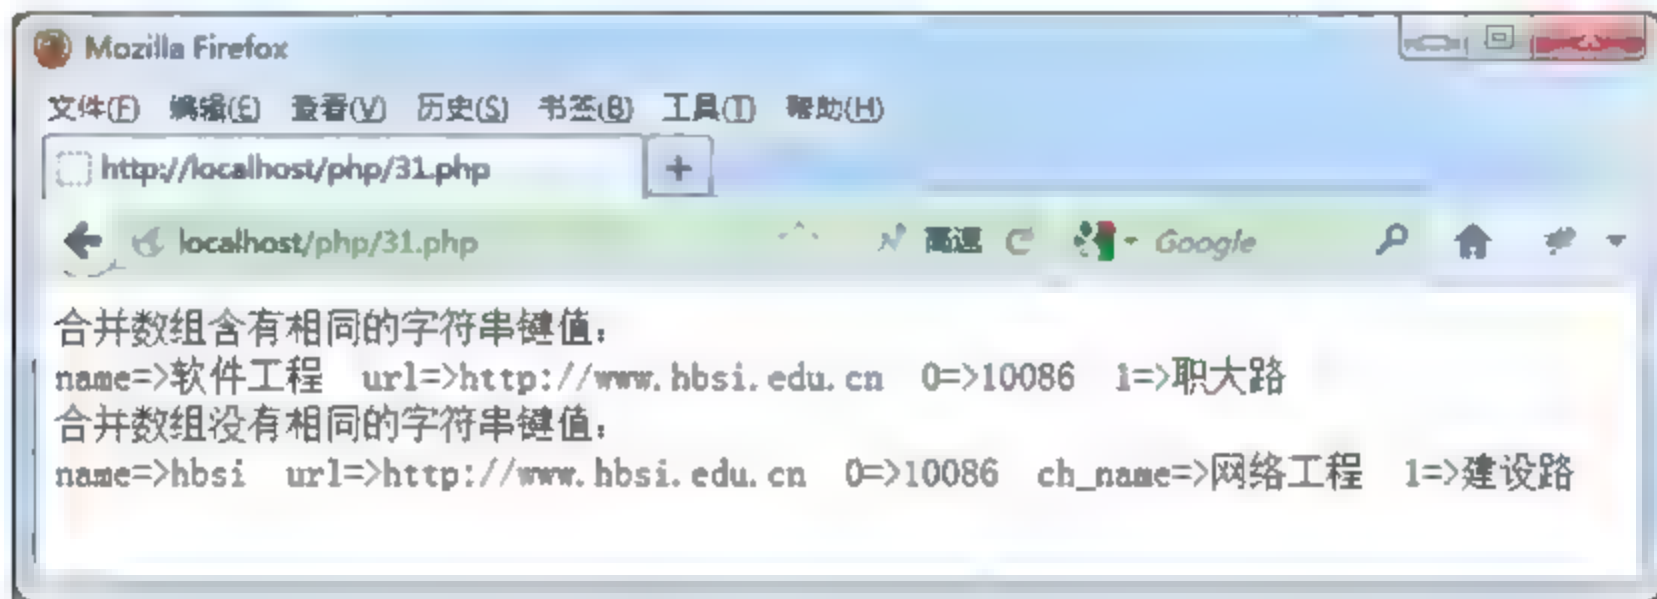 Mozilla Firefox
文件(F) 编辑(E) 查看(V) 历史(S) 书签(B) 工具(T) 帮助(H)
http://localhost/php/31.php +
localhost/php/31.php 高速 Google
合并数组含有相同的字符串键值:
name=>软件工程 url=>http://www.hbsi.edu.cn 0=>10086 1=>职大路
合并数组没有相同的字符串键值:
name=>hbsi url=>http://www.hbsi.edu.cn 0=>10086 ch_name=>网络工程 1=>建设路